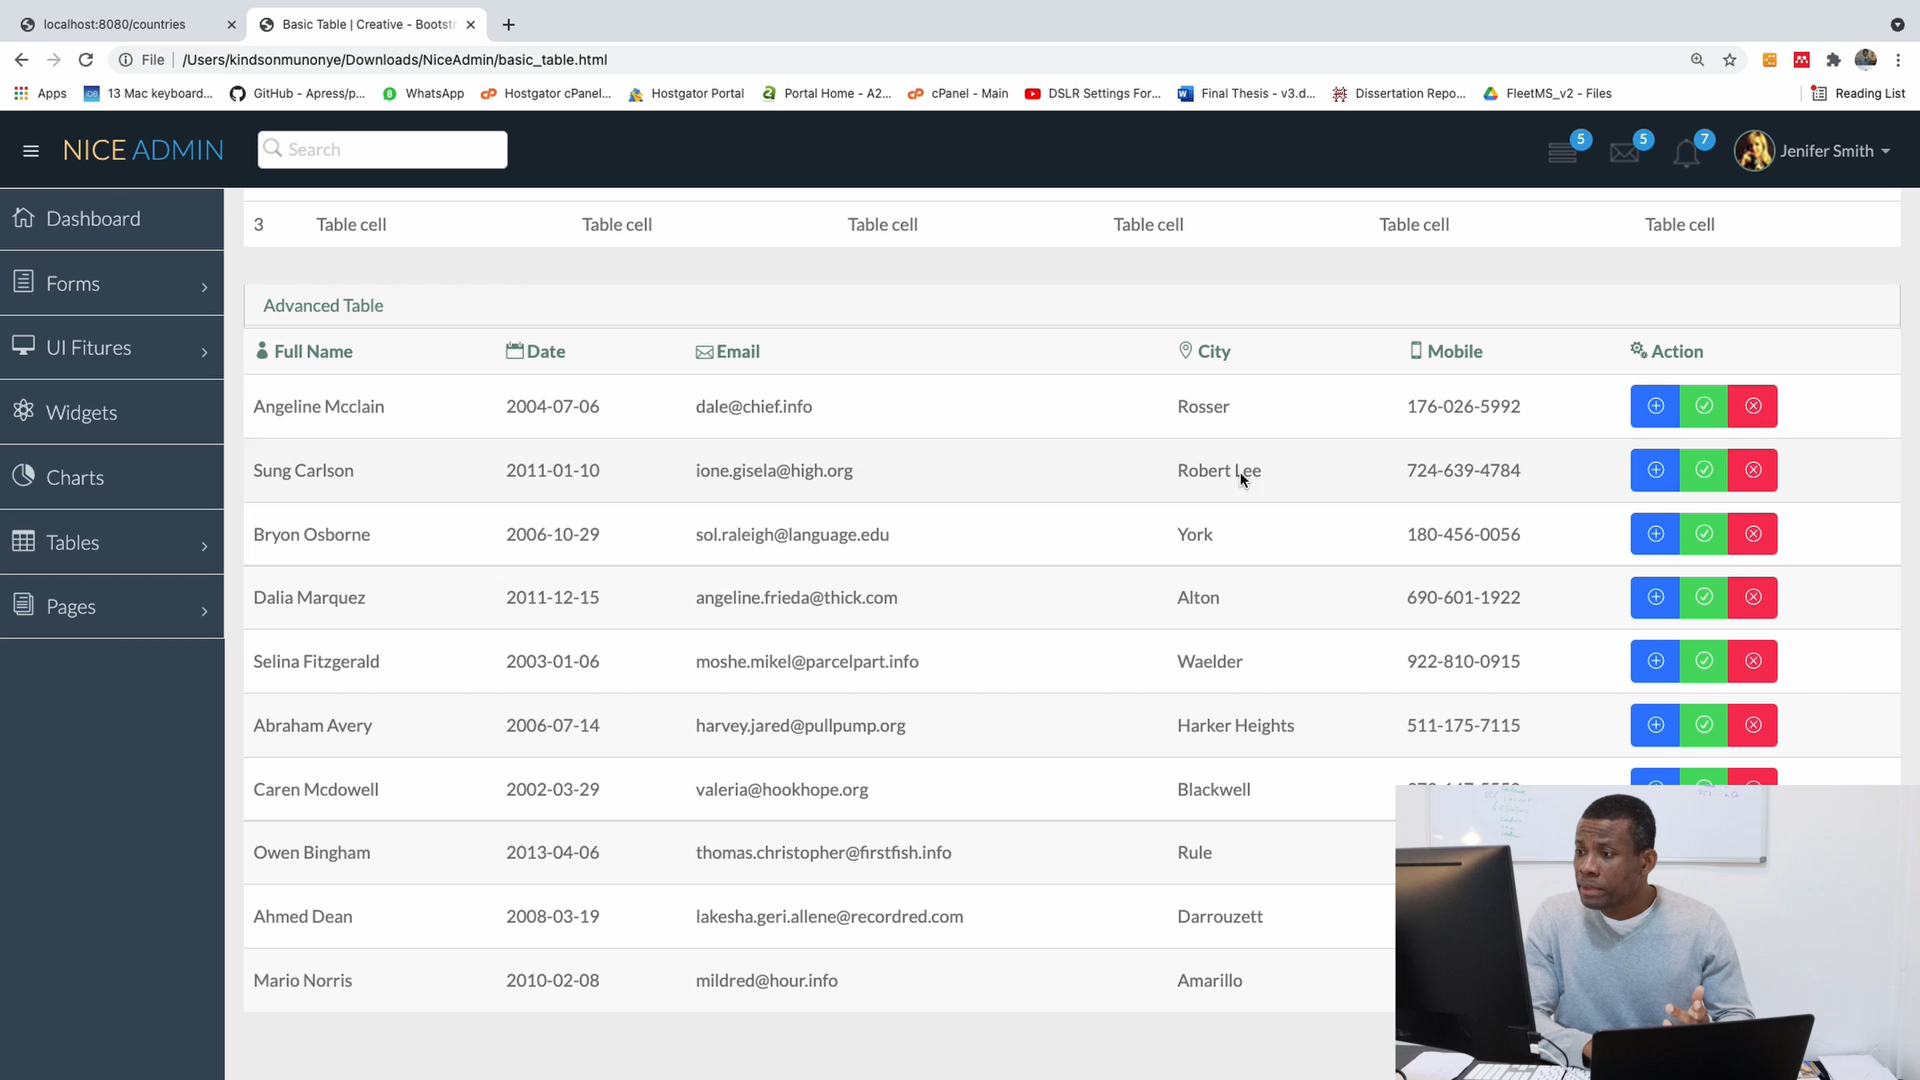 localhost:8080/countries
Basic Table | Creative - Bootst
File /Users/kindsonmunonye/Downloads/NiceAdmin/basic_table.html
Apps 13 Mac keyboard... GitHub - Apress/p... WhatsApp Hostgator cPanel... Hostgator Portal Portal Home - A2... cPanel - Main DSLR Settings For... Final Thesis - v3.d... Dissertation Repo... FleetMS_v2 - Files Reading List
NICE ADMIN Search 5 5 7 Jenifer Smith
Dashboard
Forms
UI Fitures
Widgets
Charts
Tables
Pages
3 Table cell Table cell Table cell Table cell Table cell Table cell
Advanced Table
Full Name Date Email City Mobile Action
Angeline Mcclain 2004-07-06 dale@chief.info Rosser 176-026-5992
Sung Carlson 2011-01-10 ione.gisela@high.org Robert Lee 724-639-4784
Bryon Osborne 2006-10-29 sol.raleigh@language.edu York 180-456-0056
Dalia Marquez 2011-12-15 angeline.frieda@thick.com Alton 690-601-1922
Selina Fitzgerald 2003-01-06 moshe.mikel@parcelpart.info Waelder 922-810-0915
Abraham Avery 2006-07-14 harvey.jared@pullpump.org Harker Heights 511-175-7115
Caren Mcdowell 2002-03-29 valeria@hookhope.org Blackwell
Owen Bingham 2013-04-06 thomas.christopher@firstfish.info Rule
Ahmed Dean 2008-03-19 lakesha.geri.allene@recordred.com Darrouzett
Mario Norris 2010-02-08 mildred@hour.info Amarillo